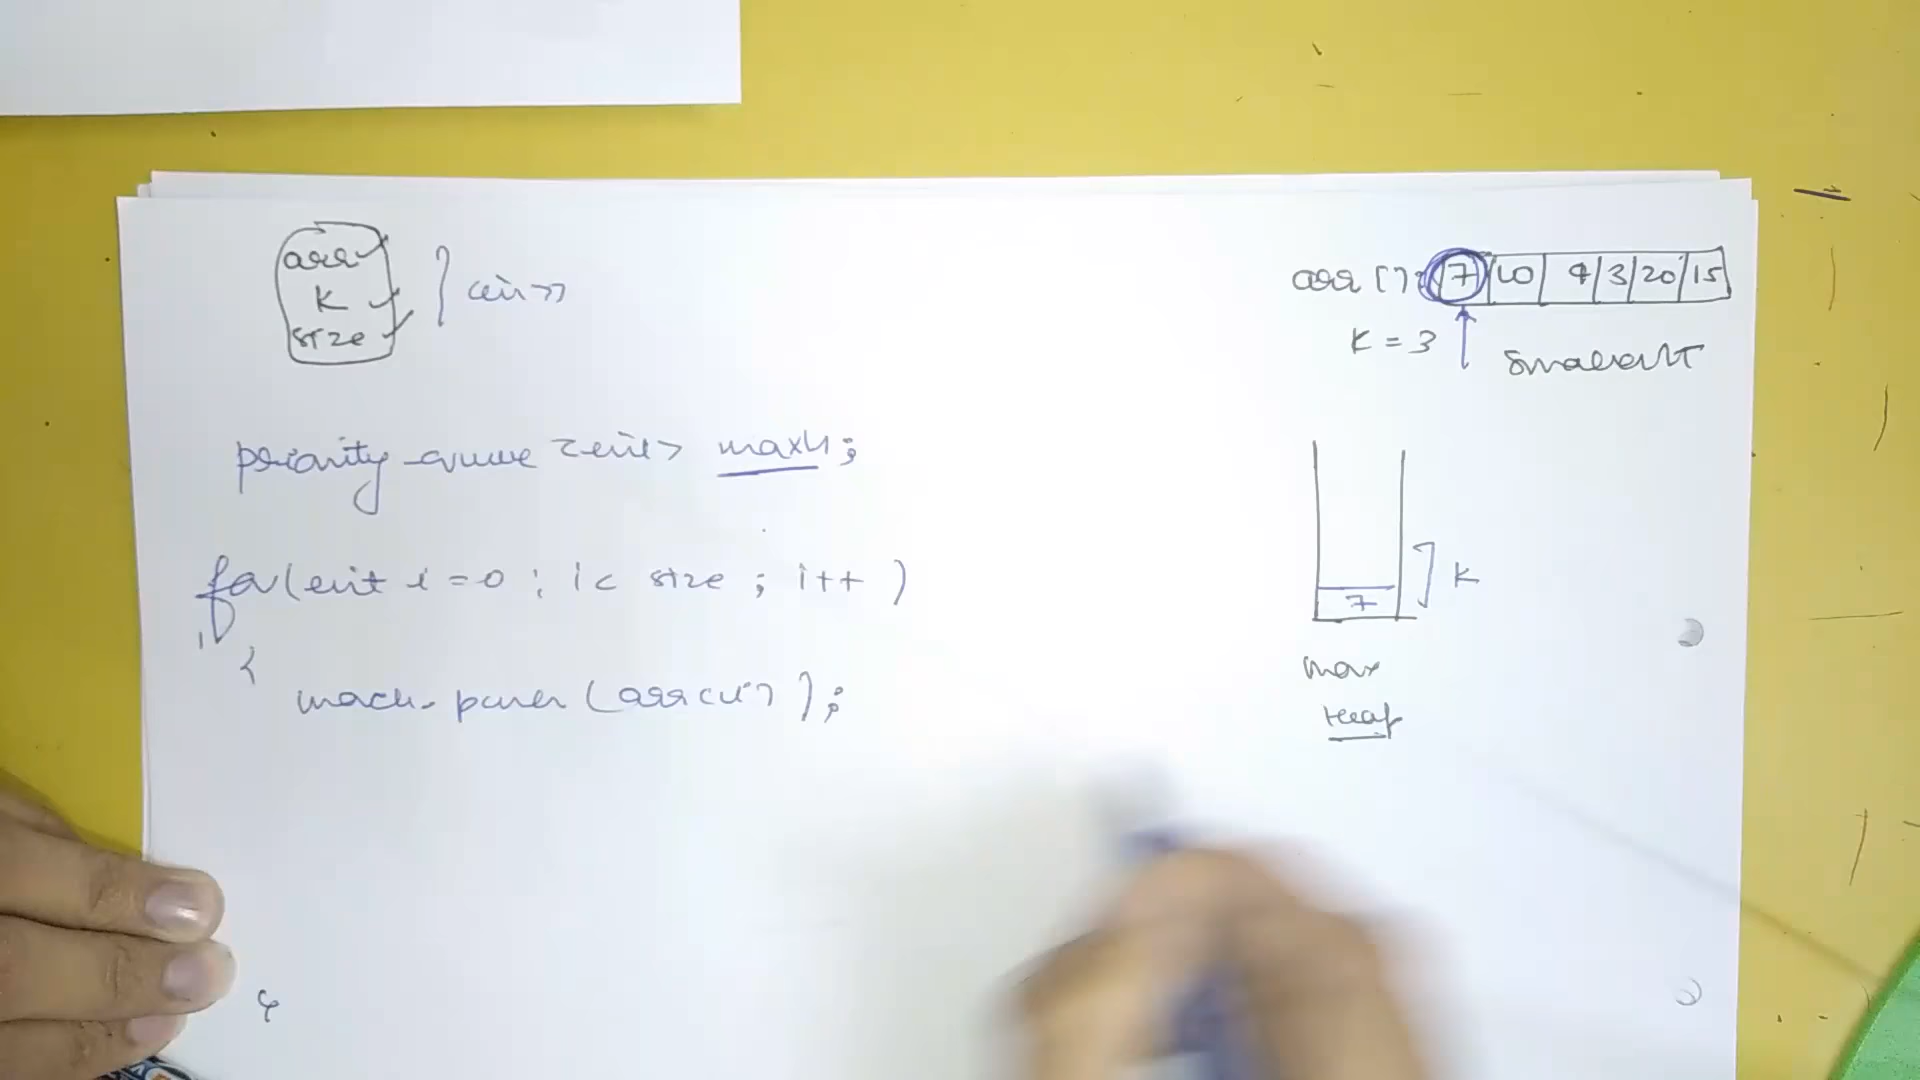 arr
K
size
} cin >>
priority_queue <int> maxh;
for(int i = 0 ; i < size ; i++ )
{
maxh. push (arr[i]);
}
arr [ ]: 7 10 4 3 20 15
K = 3
Smallest
7
] K
max
Heap